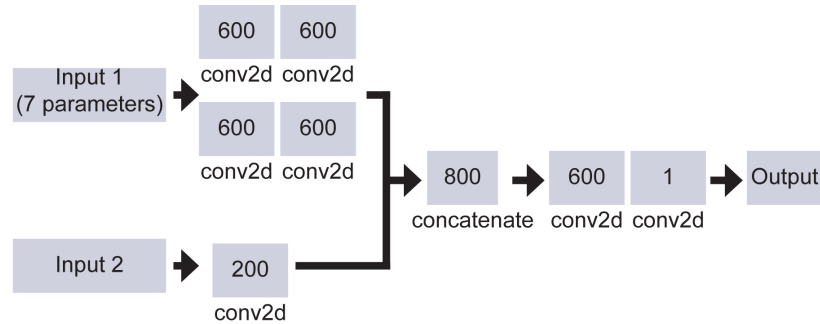 600 600
conv2d conv2d
Input 1
(7 parameters)
600 600
conv2d conv2d
800
concatenate
600 1
conv2d conv2d
Output
Input 2
200
conv2d